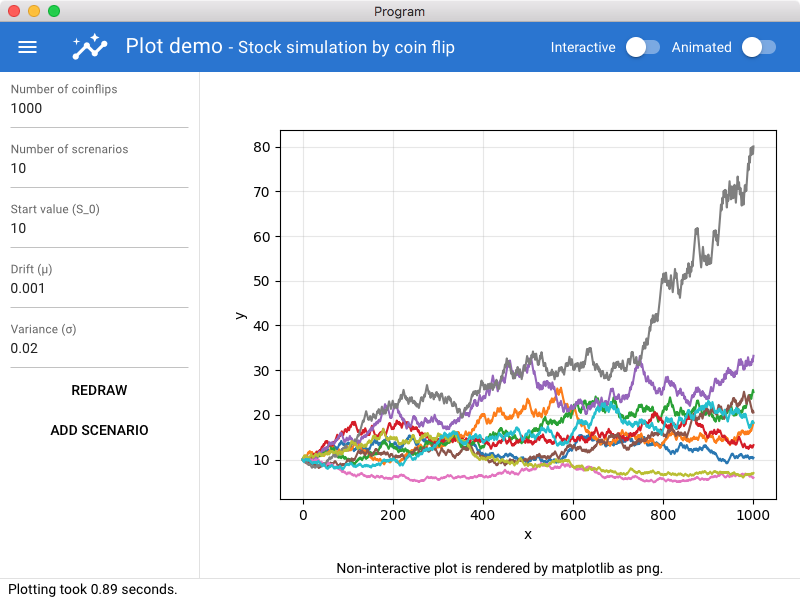 Program
Plot demo - Stock simulation by coin flip
Interactive
Animated
Number of coinflips
1000
Number of screnarios
10
Start value (S_0)
10
Drift (µ)
0.001
Variance (σ)
0.02
REDRAW
ADD SCENARIO
80
70
60
50
40
30
20
10
y
0 200 400 600 800 1000
x
Non-interactive plot is rendered by matplotlib as png.
Plotting took 0.89 seconds.